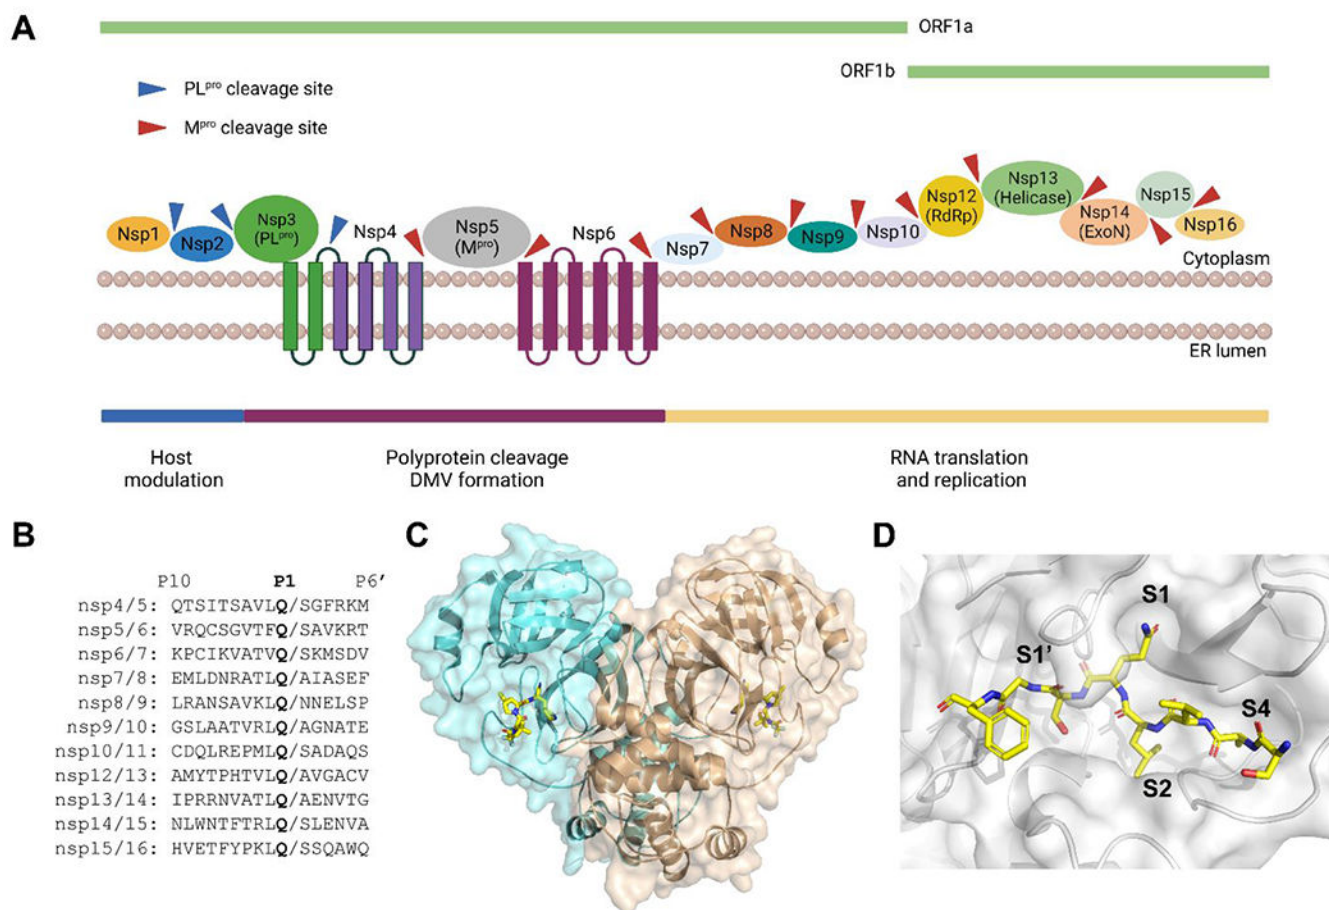 A
ORF1a
ORF1b
PLpro cleavage site
Mpro cleavage site
Nsp1
Nsp2
Nsp3
(PLpro)
Nsp4
Nsp5
(Mpro)
Nsp6
Nsp7
Nsp8
Nsp9
Nsp10
Nsp12
(RdRp)
Nsp13
(Helicase)
Nsp14
(ExoN)
Nsp15
Nsp16
Cytoplasm
ER lumen
Host
modulation
Polyprotein cleavage
DMV formation
RNA translation
and replication
B
P10 P1 P6’
nsp4/5: QTSITSAVLQ/SGFRKM
nsp5/6: VRQCSGVTFQ/SAVKRT
nsp6/7: KPCIKVATVQ/SKMSDV
nsp7/8: EMLDNRATLQ/AIASEF
nsp8/9: LRANSAVKLQ/NNELSP
nsp9/10: GSLAATVRLQ/AGNATE
nsp10/11: CDQLREPMLQ/SADAQS
nsp12/13: AMYTPHTVLQ/AVGACV
nsp13/14: IPRRNVATLQ/AENVTG
nsp14/15: NLWNTFTRLQ/SLENVA
nsp15/16: HVETFYPKLQ/SSQAWQ
C
D
S1
S1’
S4
S2